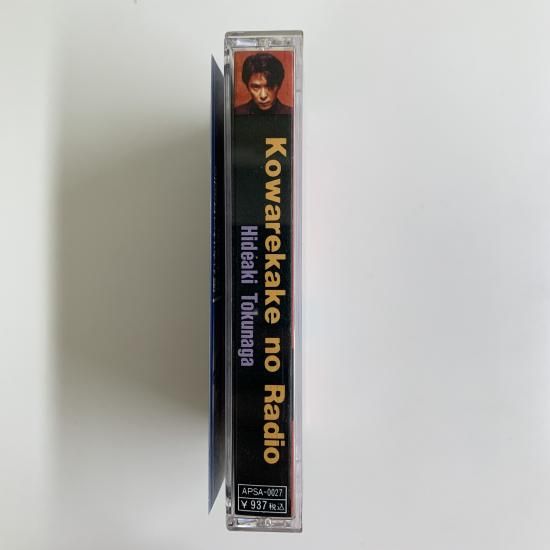 Kowarekake no Radio
Hideaki Tokunaga
APSA-0027
¥ 937税込